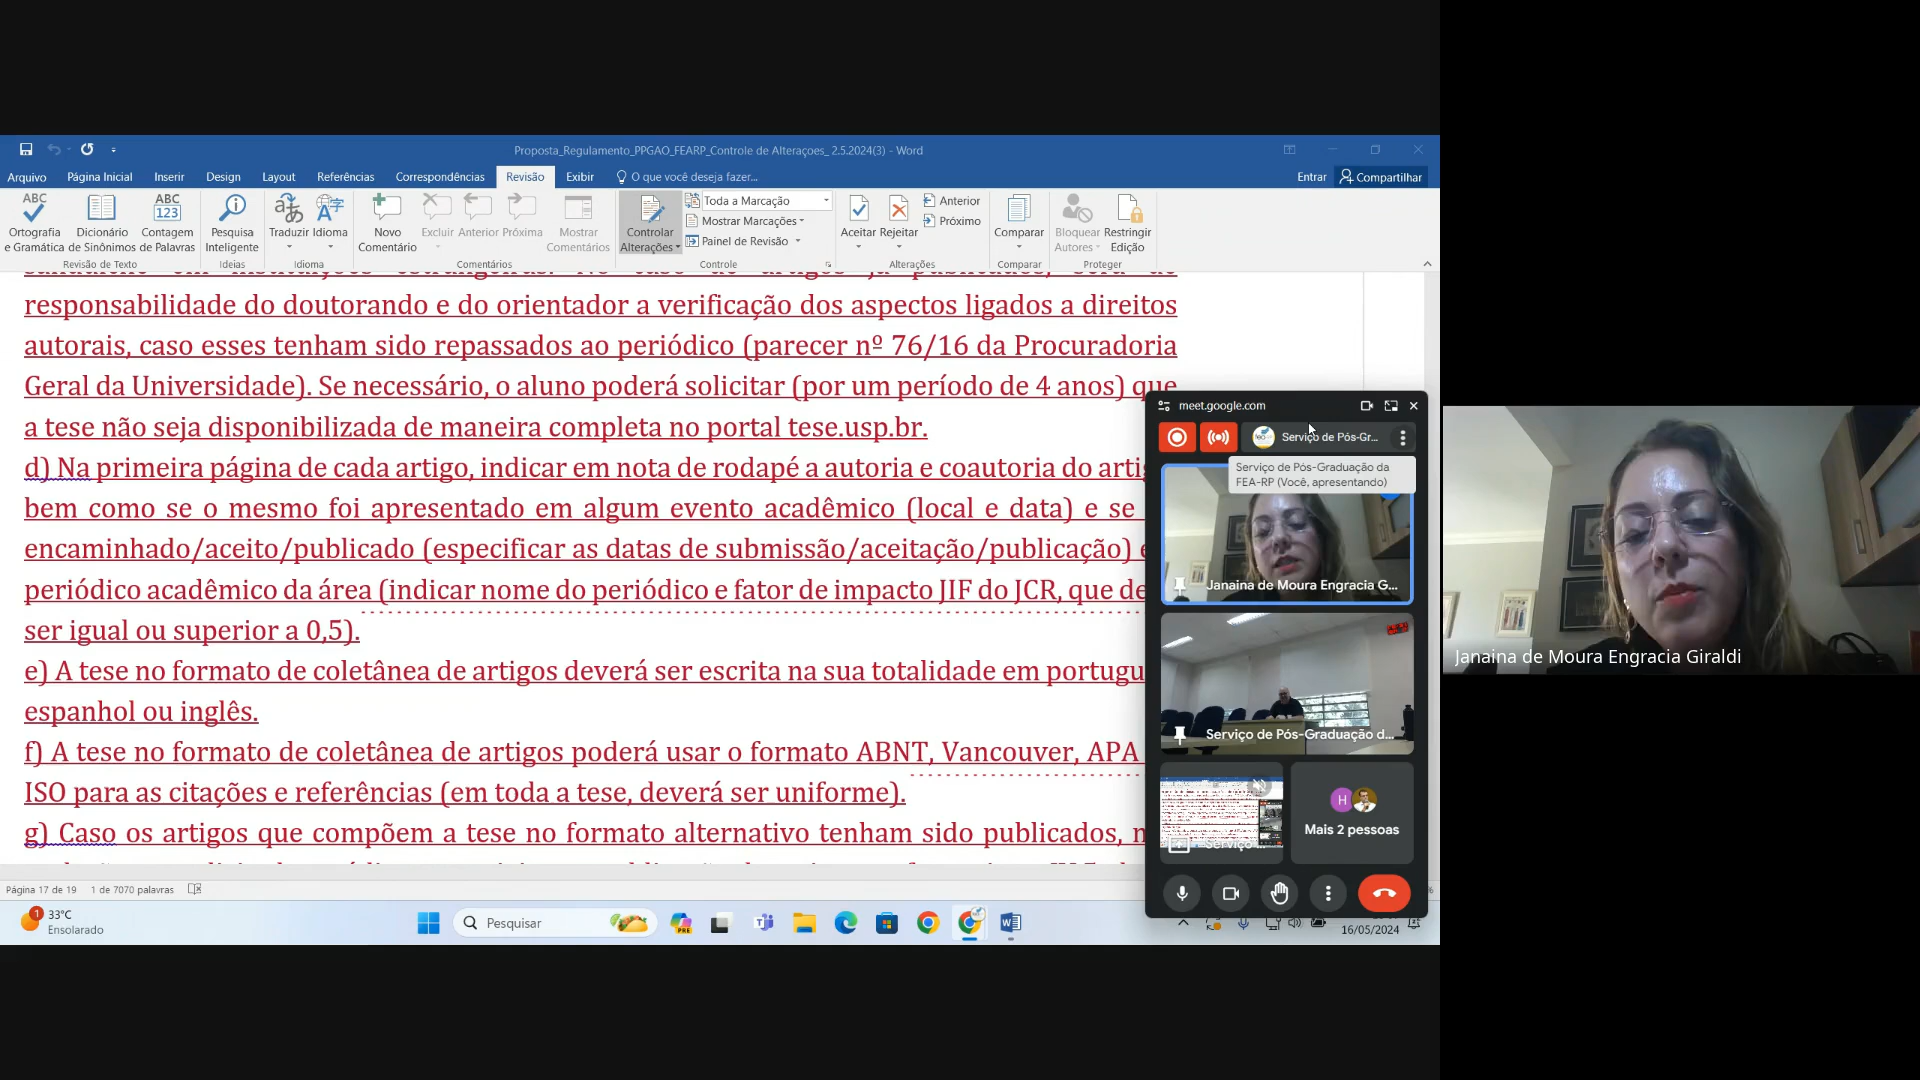 Proposta_Regulamento_PPGAO_FEARP_Controle de Alterações_ 2.5.2024(3) - Word
Arquivo Página Inicial Inserir Design Layout Referências Correspondências Revisão Exibir O que você deseja fazer... Entrar Compartilhar
Ortografia e Gramática
Dicionário de Sinônimos
Contagem de Palavras
Revisão de Texto
Pesquisa Inteligente
Ideias
Traduzir Idioma
Idioma
Novo Comentário
Excluir Anterior Próxima
Mostrar Comentários
Comentários
Controlar Alterações
Toda a Marcação
Mostrar Marcações
Painel de Revisão
Controle
Aceitar Rejeitar
Anterior
Próximo
Alterações
Comparar
Comparar
Bloquear Autores
Restringir Edição
Proteger
responsabilidade do doutorando e do orientador a verificação dos aspectos ligados a direitos
autorais, caso esses tenham sido repassados ao periódico (parecer nº 76/16 da Procuradoria
Geral da Universidade). Se necessário, o aluno poderá solicitar (por um período de 4 anos) que
a tese não seja disponibilizada de maneira completa no portal tese.usp.br.
d) Na primeira página de cada artigo, indicar em nota de rodapé a autoria e coautoria do
bem como se o mesmo foi apresentado em algum evento acadêmico (local e data) e se
encaminhado/aceito/publicado (especificar as datas de submissão/aceitação/publicação)
periódico acadêmico da área (indicar nome do periódico e fator de impacto JIF do JCR, que
ser igual ou superior a 0,5).
e) A tese no formato de coletânea de artigos deverá ser escrita na sua totalidade em
espanhol ou inglês.
f) A tese no formato de coletânea de artigos poderá usar o formato ABNT, Vancouver, APA
ISO para as citações e referências (em toda a tese, deverá ser uniforme).
g) Caso os artigos que compõem a tese no formato alternativo tenham sido publicados,
meet.google.com
Serviço de Pós-Gr...
Serviço de Pós-Graduação da
FEA-RP (Você, apresentando)
Janaina de Moura Engracia G...
Serviço de Pós-Graduação d...
Serviço ...
H
Mais 2 pessoas
Janaina de Moura Engracia Giraldi
Página 17 de 19 1 de 7070 palavras
1
33°C
Ensolarado
Pesquisar
PRE
16/05/2024